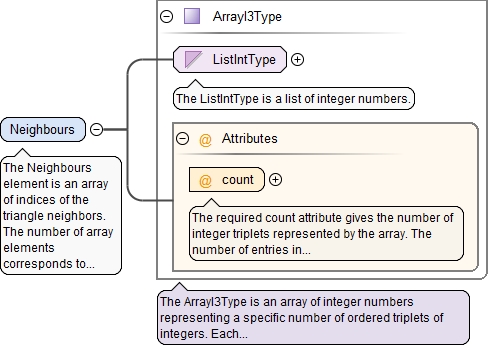 ArrayI3Type
ListIntType
The ListIntType is a list of integer numbers.
Neighbours
The Neighbours
element is an array
of indices of the
triangle neighbors.
The number of array
elements
corresponds to...
@ Attributes
@ count
The required count attribute gives the number of
integer triplets represented by the array. The
number of entries in...
The ArrayI3Type is an array of integer numbers
representing a specific number of ordered triplets of
integers. Each...